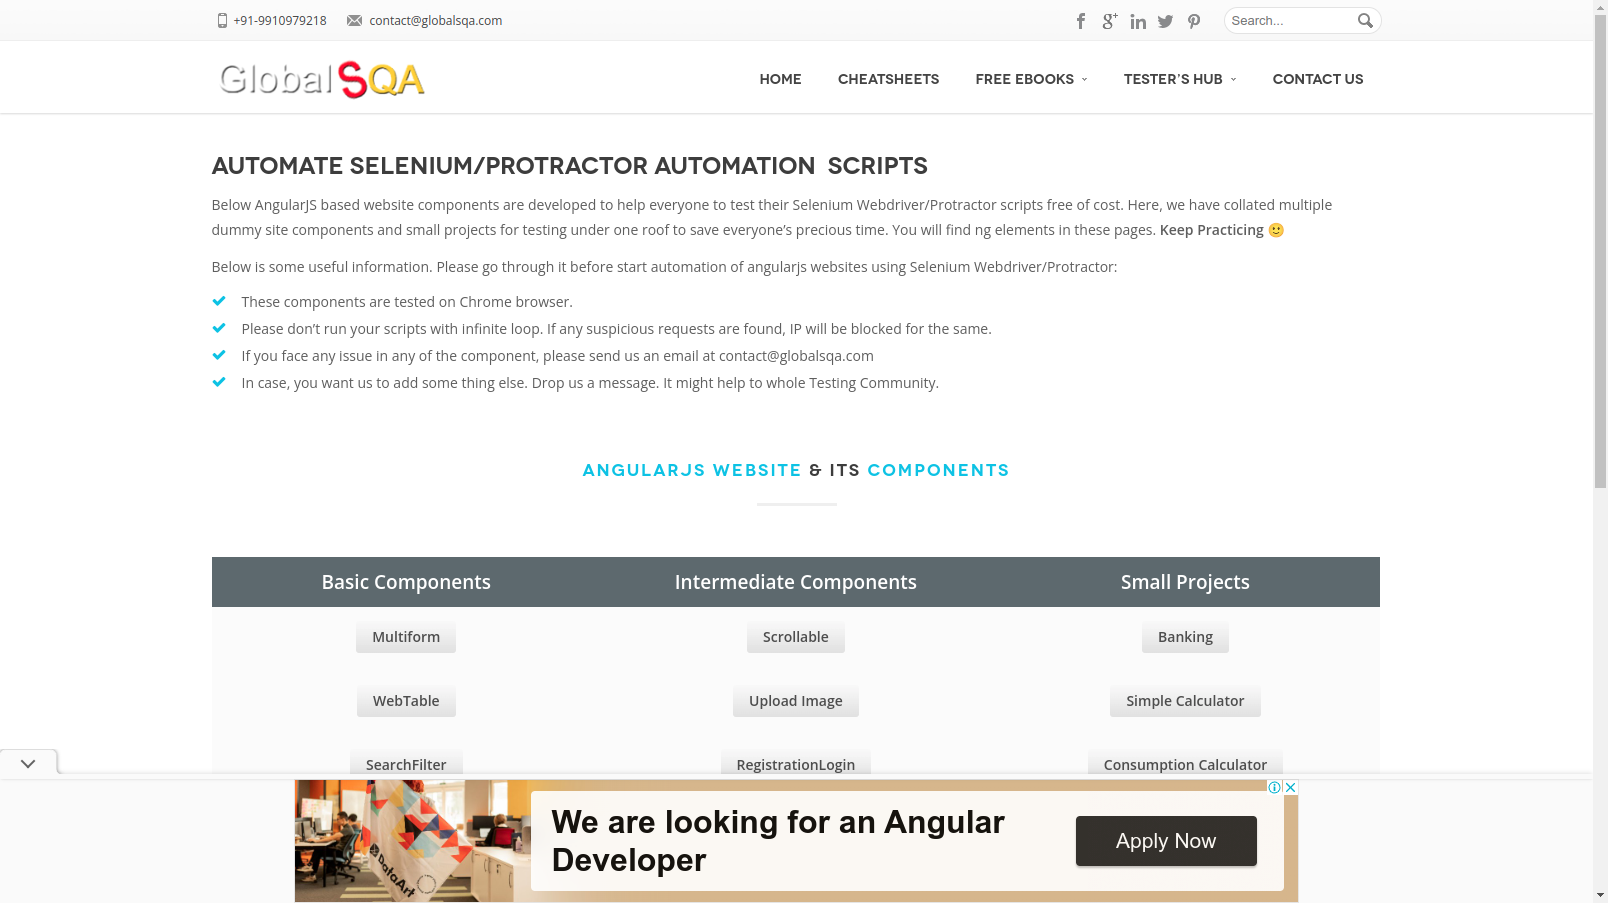 +91-9910979218 contact@globalsqa.com
Search...
GlobalSQA
HOME CHEATSHEETS FREE EBOOKS TESTER'S HUB CONTACT US
AUTOMATE SELENIUM/PROTRACTOR AUTOMATION SCRIPTS
Below AngularJS based website components are developed to help everyone to test their Selenium Webdriver/Protractor scripts free of cost. Here, we have collated multiple
dummy site components and small projects for testing under one roof to save everyone's precious time. You will find ng elements in these pages. Keep Practicing 🙂
Below is some useful information. Please go through it before start automation of angularjs websites using Selenium Webdriver/Protractor:
These components are tested on Chrome browser.
Please don't run your scripts with infinite loop. If any suspicious requests are found, IP will be blocked for the same.
If you face any issue in any of the component, please send us an email at contact@globalsqa.com
In case, you want us to add some thing else. Drop us a message. It might help to whole Testing Community.
ANGULARJS WEBSITE & ITS COMPONENTS
Basic Components Intermediate Components Small Projects
Multiform Scrollable Banking
WebTable Upload Image Simple Calculator
SearchFilter RegistrationLogin Consumption Calculator
We are looking for an Angular
Developer
Apply Now
DataArt